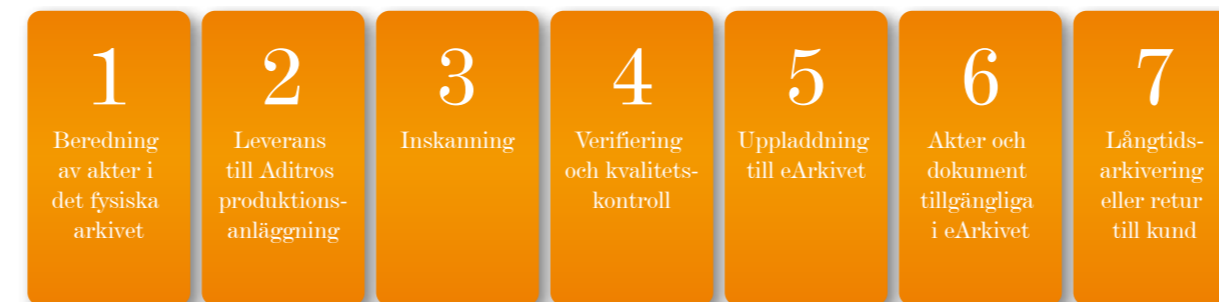 1
Beredning
av akter i
det fysiska
arkivet
2
Leverans
till Aditros
produktions-
anläggning
3
Inskanning
4
Verifiering
och kvalitets-
kontroll
5
Uppladdning
till eArkivet
6
Akter och
dokument
tillgängliga
i eArkivet
7
Långtids-
arkivering
eller retur
till kund